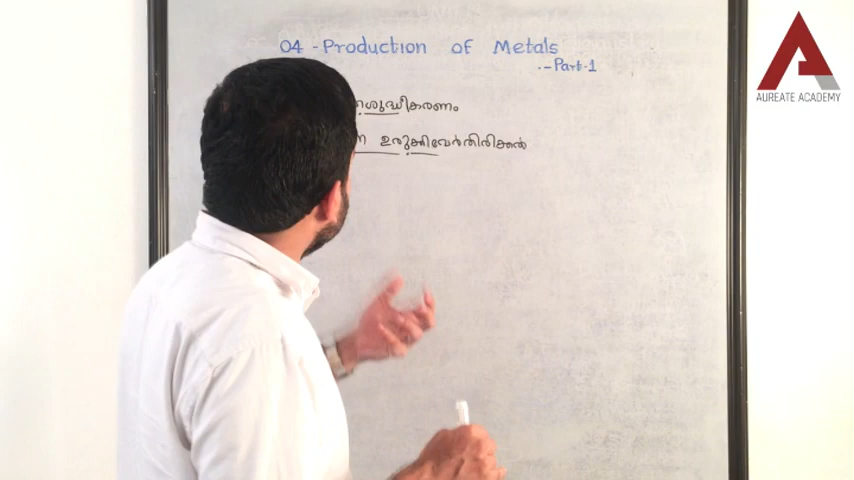 04 - Production of Metals
- Part-1
ശുദ്ധീകരണം
ഉരുക്കിവേർതിരിക്കൽ
AUREATE ACADEMY